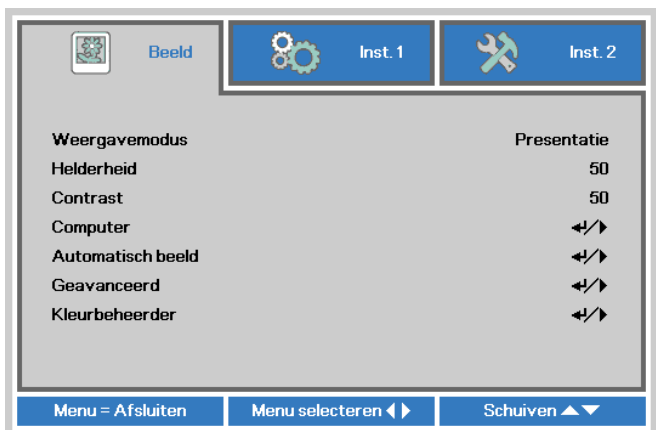 Beeld Inst. 1 Inst. 2
Weergavemodus Presentatie
Helderheid 50
Contrast 50
Computer ↵/▶
Automatisch beeld ↵/▶
Geavanceerd ↵/▶
Kleurbeheerder ↵/▶
Menu = Afsluiten Menu selecteren ◀▶ Schuiven ▲▼